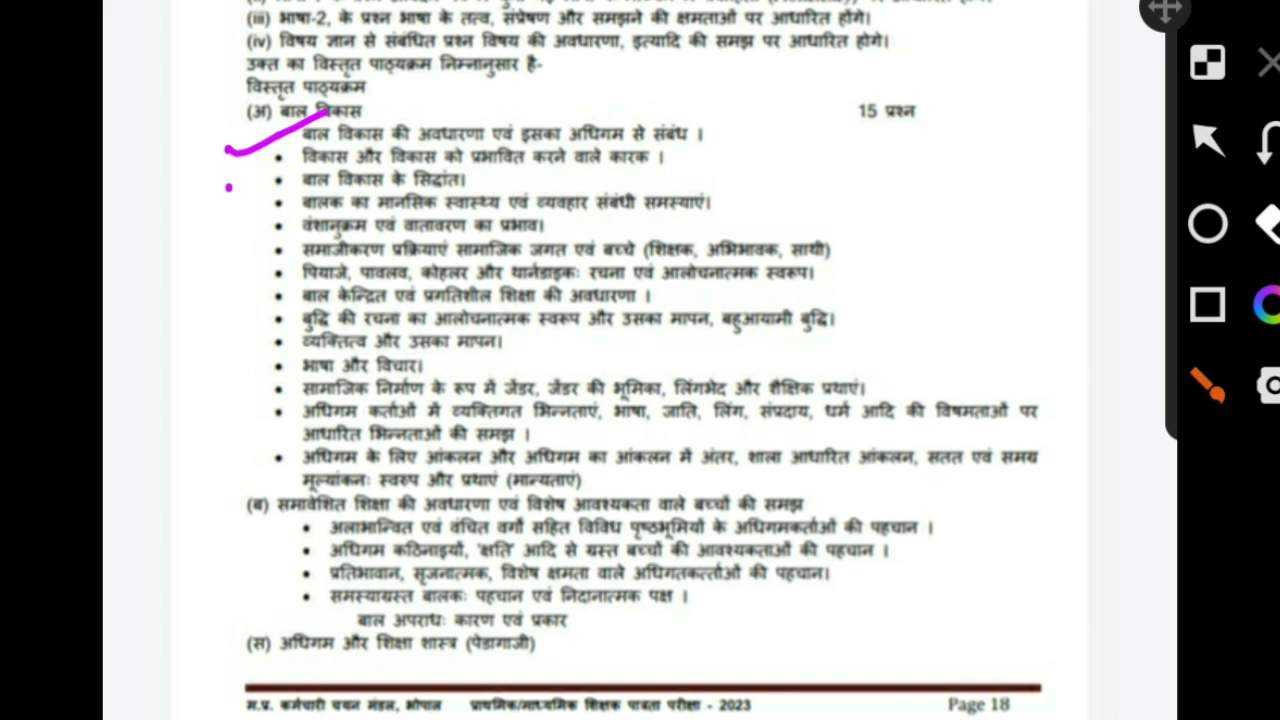 (iii) भाषा-2, के प्रश्न भाषा के तत्व, संप्रेषण और समझने की क्षमताओं पर आधारित होंगे।
(iv) विषय ज्ञान से संबंधित प्रश्न विषय की अवधारणा, इत्यादि की समझ पर आधारित होंगे।
उक्त का विस्तृत पाठ्यक्रम निम्नानुसार है-
विस्तृत पाठ्यक्रम
(अ) बाल विकास 15 प्रश्न
बाल विकास की अवधारणा एवं इसका अधिगम से संबंध ।
• विकास और विकास को प्रभावित करने वाले कारक ।
• बाल विकास के सिद्धांत।
• बालक का मानसिक स्वास्थ्य एवं व्यवहार संबंधी समस्याएं।
• वंशानुक्रम एवं वातावरण का प्रभाव।
• समाजीकरण प्रक्रियाएं सामाजिक जगत एवं बच्चे (शिक्षक, अभिभावक, साथी)
• पियाजे, पावलव, कोहलर और थार्नडाइकः रचना एवं आलोचनात्मक स्वरूप।
• बाल केन्द्रित एवं प्रगतिशील शिक्षा की अवधारणा ।
• बुद्धि की रचना का आलोचनात्मक स्वरूप और उसका मापन, बहुआयामी बुद्धि।
• व्यक्तित्व और उसका मापन।
• भाषा और विचार।
• सामाजिक निर्माण के रूप में जेंडर, जेंडर की भूमिका, लिंगभेद और शैक्षिक प्रथाएं।
• अधिगम कर्ताओं में व्यक्तिगत भिन्नताएं, भाषा, जाति, लिंग, संप्रदाय, धर्म आदि की विषमताओं पर
आधारित भिन्नताओं की समझ ।
• अधिगम के लिए आंकलन और अधिगम का आंकलन में अंतर, शाला आधारित आंकलन, सतत एवं समग्र
मूल्यांकनः स्वरुप और प्रथाएं (मान्यताएं)
(ब) समावेशित शिक्षा की अवधारणा एवं विशेष आवश्यकता वाले बच्चों की समझ
• अलाभान्वित एवं वंचित वर्गों सहित विविध पृष्ठभूमियों के अधिगमकर्ताओं की पहचान ।
• अधिगम कठिनाइयों, 'क्षति' आदि से ग्रस्त बच्चों की आवश्यकताओं की पहचान ।
• प्रतिभावान, सृजनात्मक, विशेष क्षमता वाले अधिगतकर्त्ताओं की पहचान।
• समस्याग्रस्त बालकः पहचान एवं निदानात्मक पक्ष ।
बाल अपराधः कारण एवं प्रकार
(स) अधिगम और शिक्षा शास्त्र (पेडागाजी)
म.प्र. कर्मचारी चयन मंडल, भोपाल प्राथमिक/माध्यमिक शिक्षक पात्रता परीक्षा - 2023 Page 18